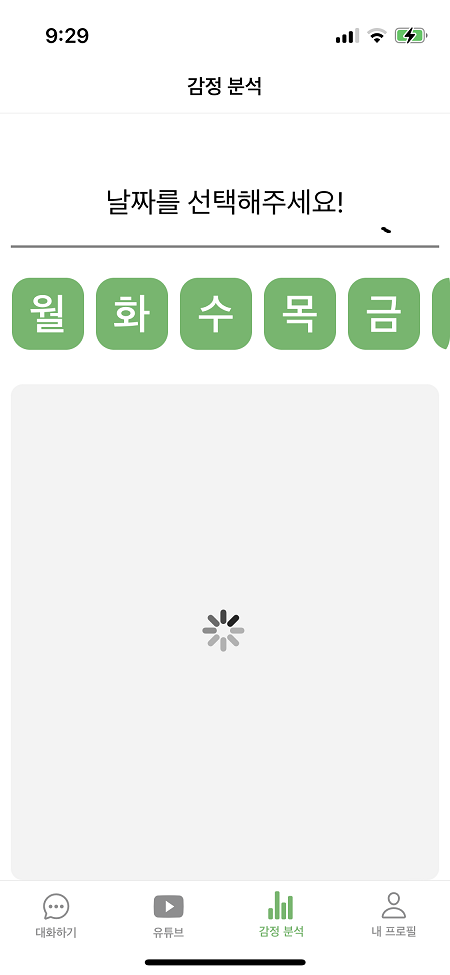 9:29
감정 분석
날짜를 선택해주세요!
월 화 수 목 금
대화하기 유튜브 감정 분석 내 프로필